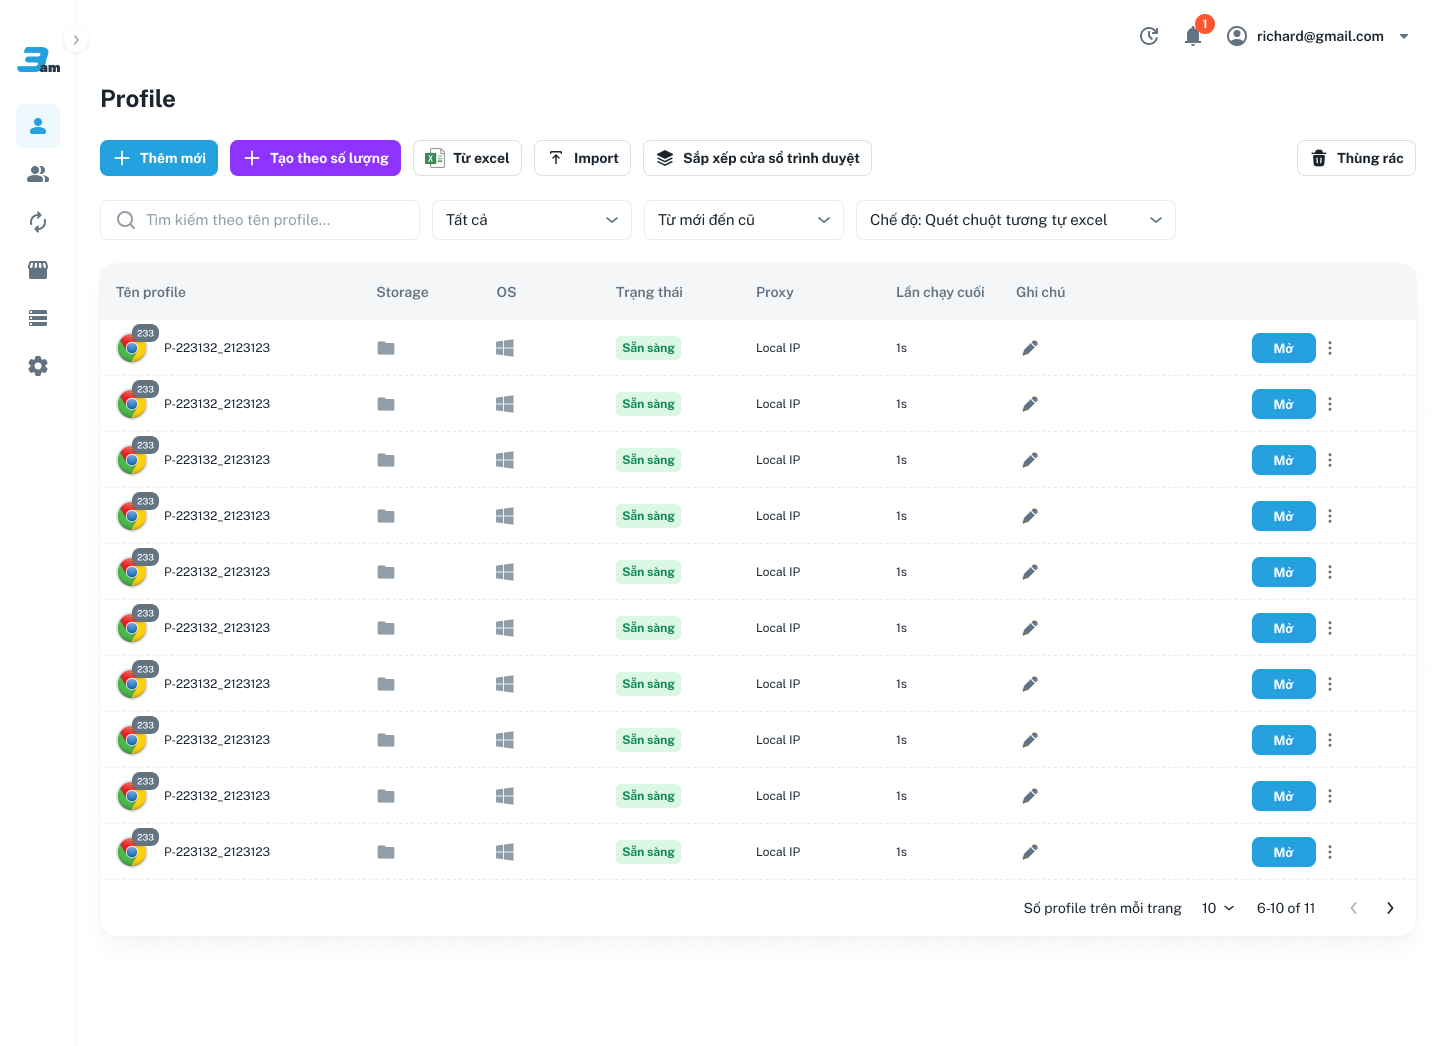 1
richard@gmail.com
3am
Profile
Thêm mới
Tạo theo số lượng
Từ excel
Import
Sắp xếp cửa sổ trình duyệt
Thùng rác
Tìm kiếm theo tên profile...
Tất cả
Từ mới đến cũ
Chế độ: Quét chuột tương tự excel
Tên profile Storage OS Trạng thái Proxy Lần chạy cuối Ghi chú
233 P-223132_2123123 Sẵn sàng Local IP 1s Mở
233 P-223132_2123123 Sẵn sàng Local IP 1s Mở
233 P-223132_2123123 Sẵn sàng Local IP 1s Mở
233 P-223132_2123123 Sẵn sàng Local IP 1s Mở
233 P-223132_2123123 Sẵn sàng Local IP 1s Mở
233 P-223132_2123123 Sẵn sàng Local IP 1s Mở
233 P-223132_2123123 Sẵn sàng Local IP 1s Mở
233 P-223132_2123123 Sẵn sàng Local IP 1s Mở
233 P-223132_2123123 Sẵn sàng Local IP 1s Mở
233 P-223132_2123123 Sẵn sàng Local IP 1s Mở
Số profile trên mỗi trang 10 6-10 of 11